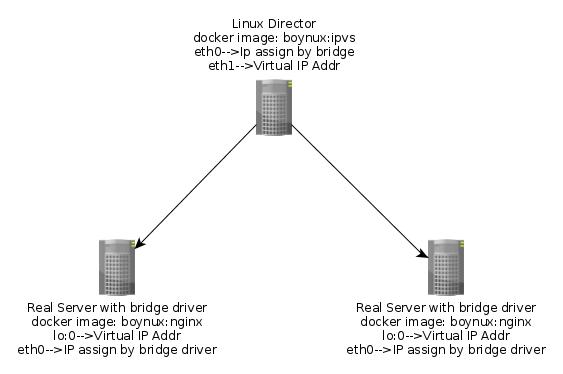 Linux Director
docker image: boynux:ipvs
eth0-->Ip assign by bridge
eth1-->Virtual IP Addr
Real Server with bridge driver
docker image: boynux:nginx
lo:0-->Virtual IP Addr
eth0-->IP assign by bridge driver
Real Server with bridge driver
docker image: boynux:nginx
lo:0-->Virtual IP Addr
eth0-->IP assign by bridge driver